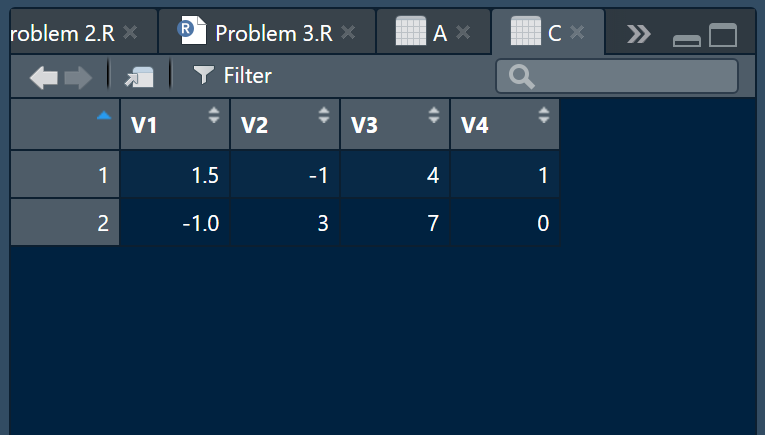 roblem 2.R Problem 3.R A C
Filter
V1 V2 V3 V4
1 1.5 -1 4 1
2 -1.0 3 7 0